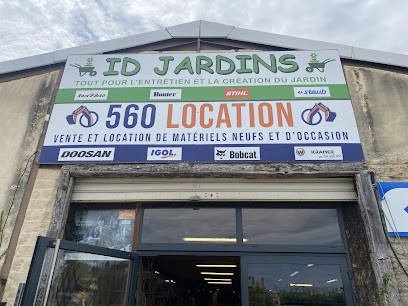 ID JARDINS
TOUT POUR L'ENTRETIEN ET LA CRÉATION DU JARDIN
STIHL STAUB
560 LOCATION
VENTE ET LOCATION DE MATÉRIELS NEUFS ET D'OCCASION
DOOSAN IGOL Bobcat KRAMER